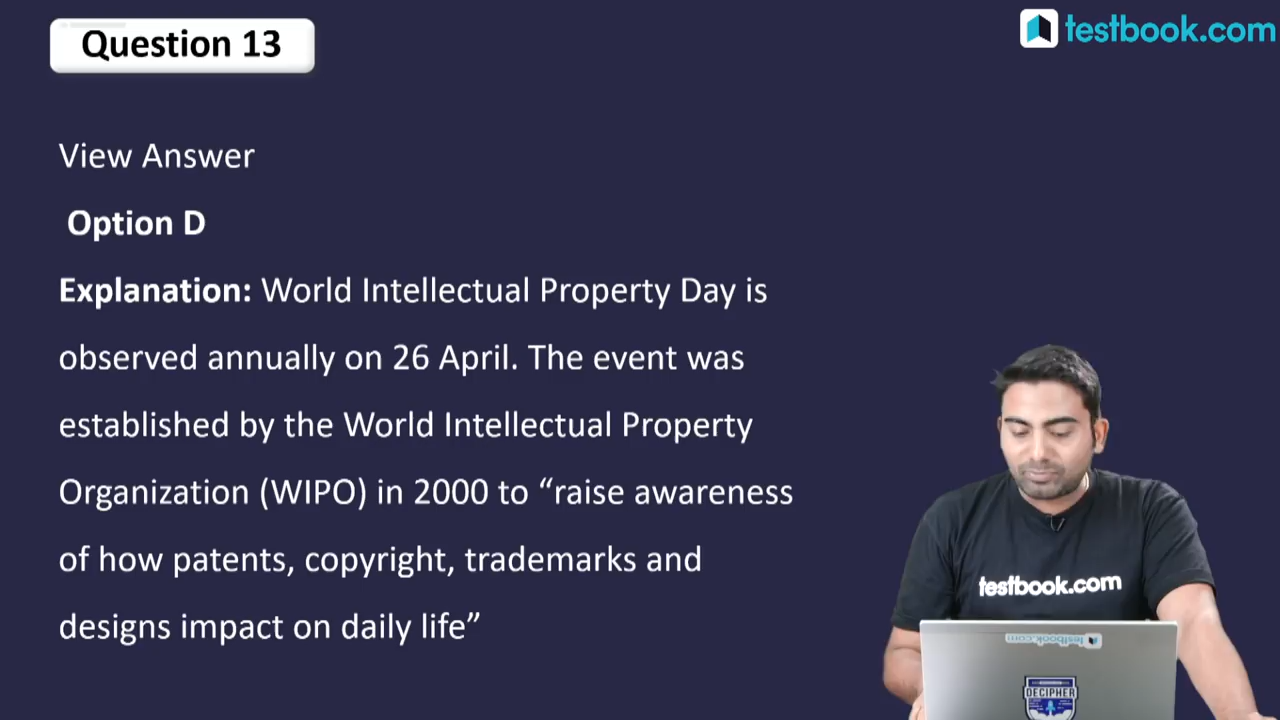 Question 13
testbook.com
View Answer
Option D
Explanation: World Intellectual Property Day is
observed annually on 26 April. The event was
established by the World Intellectual Property
Organization (WIPO) in 2000 to “raise awareness
of how patents, copyright, trademarks and
designs impact on daily life”
testbook.com
testbook.com
DECIPHER